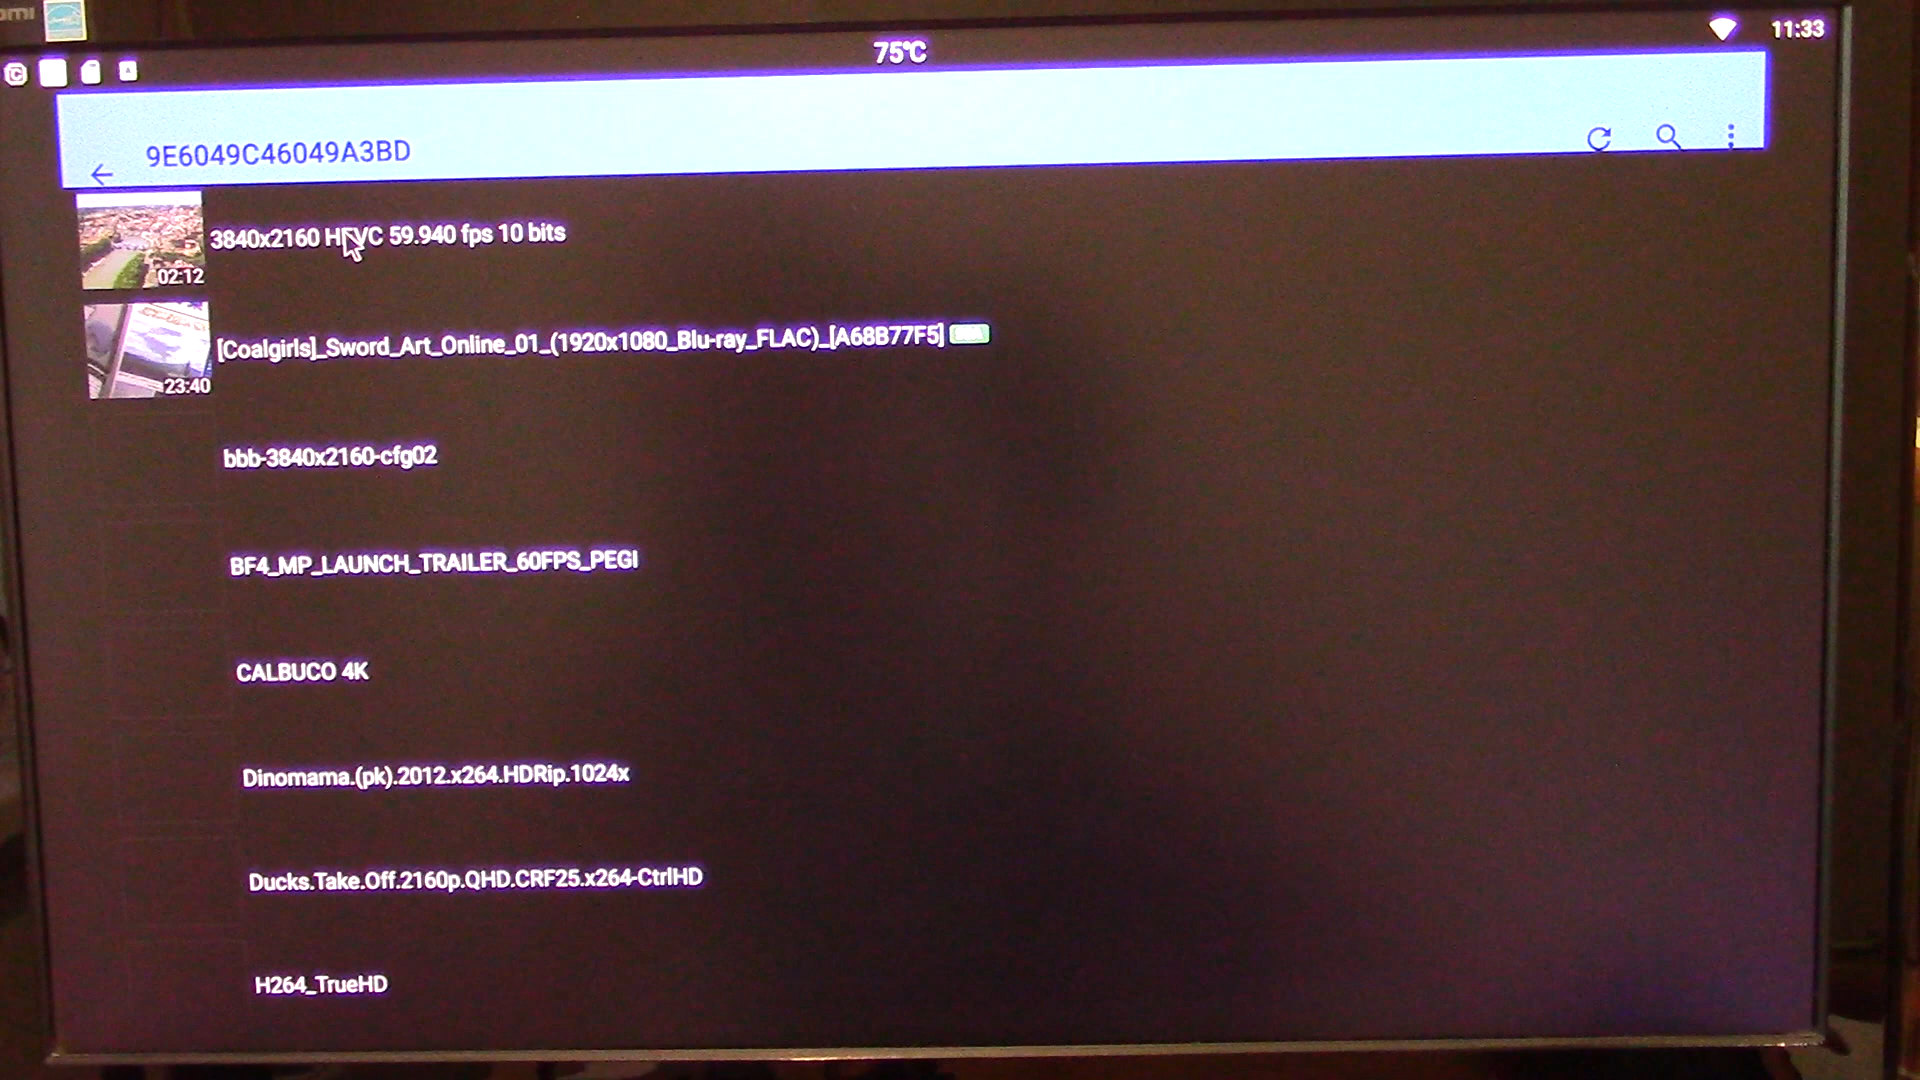 75°C
11:33
9E6049C46049A3BD
3840x2160 HEVC 59.940 fps 10 bits
02:12
[Coalgirls]_Sword_Art_Online_01_(1920x1080_Blu-ray_FLAC)_[A68B77F5]
23:40
bbb-3840x2160-cfg02
BF4_MP_LAUNCH_TRAILER_60FPS_PEGI
CALBUCO 4K
Dinomama.(pk).2012.x264.HDRip.1024x
Ducks.Take.Off.2160p.QHD.CRF25.x264-CtrlHD
H264_TrueHD